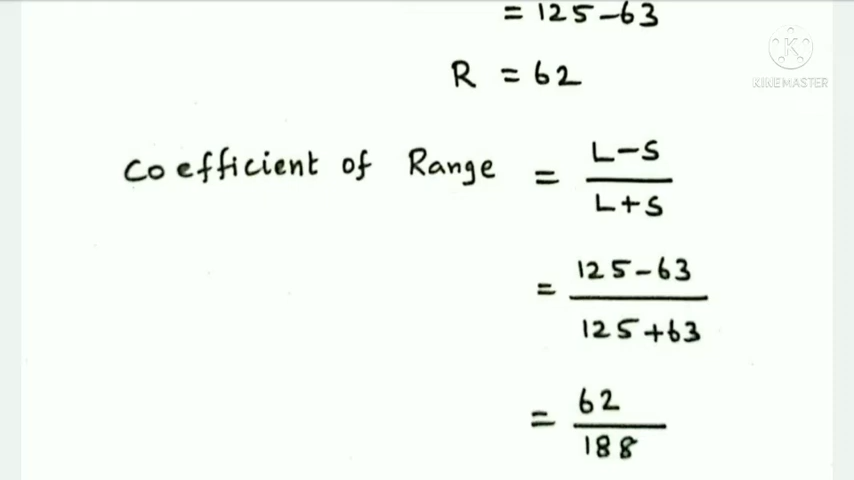 = 125-63
R = 62
KINEMASTER
Coefficient of Range = L-S / L+S
= 125-63 / 125+63
= 62 / 188